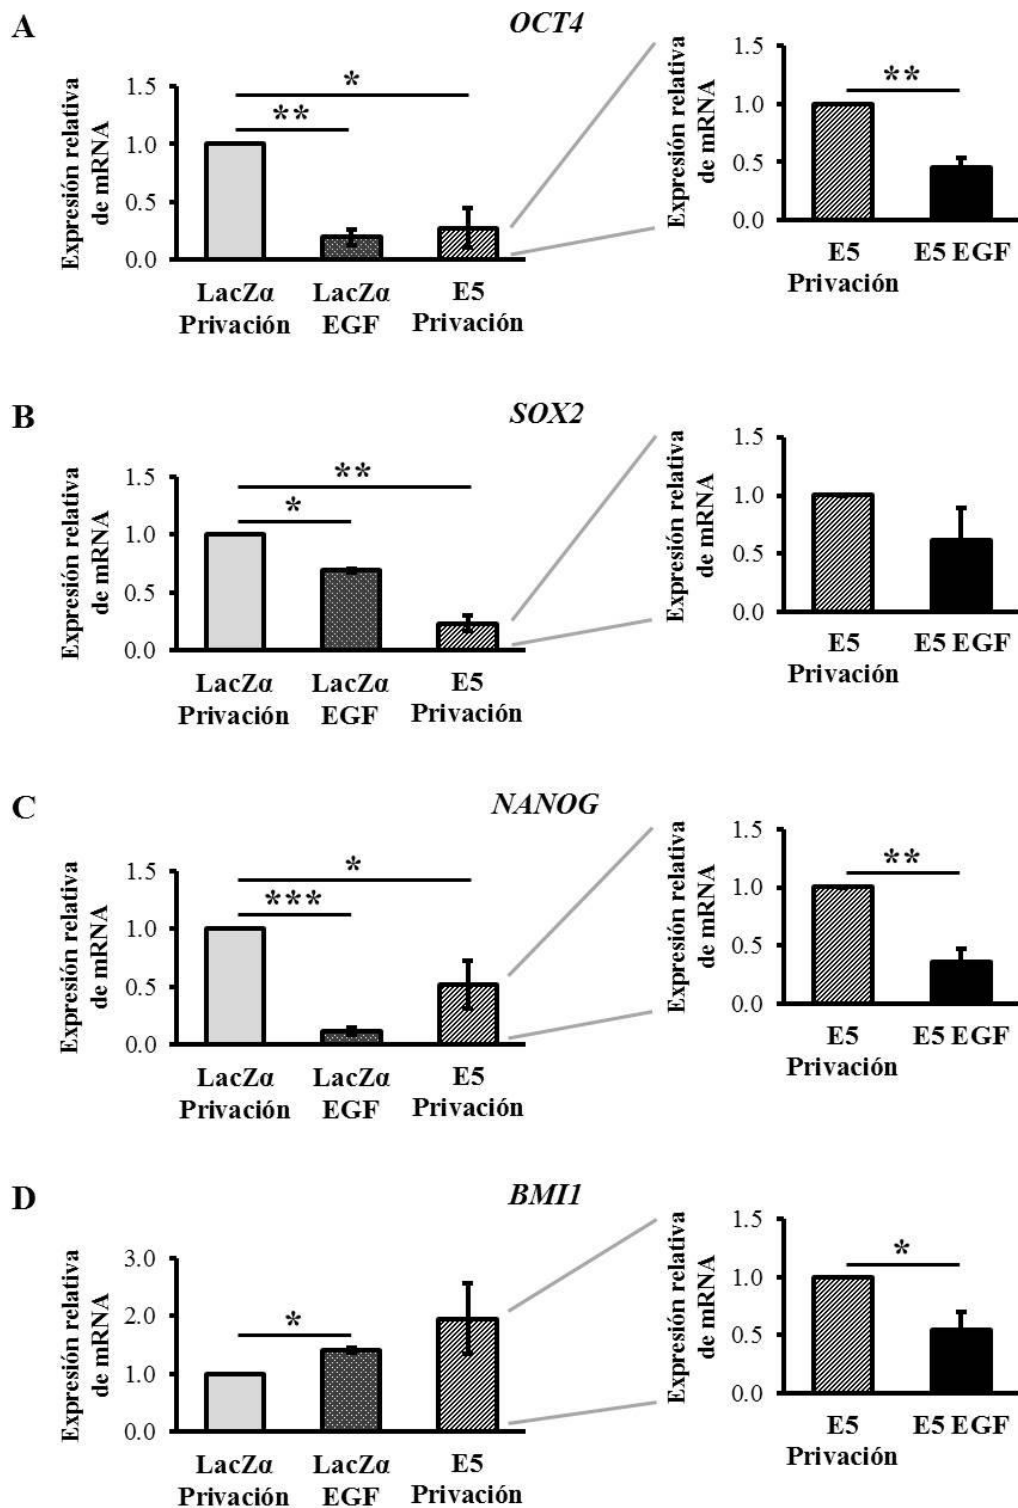 A
OCT4
Expresión relativa
de mRNA
1.5
1.0
0.5
0.0
*
**
LacZα
Privación
LacZα
EGF
E5
Privación
Expresión relativa
de mRNA
1.5
1.0
0.5
0.0
**
E5
Privación
E5 EGF
B
SOX2
Expresión relativa
de mRNA
1.5
1.0
0.5
0.0
**
*
LacZα
Privación
LacZα
EGF
E5
Privación
Expresión relativa
de mRNA
1.5
1.0
0.5
0.0
E5
Privación
E5 EGF
C
NANOG
Expresión relativa
de mRNA
1.5
1.0
0.5
0.0
*
***
LacZα
Privación
LacZα
EGF
E5
Privación
Expresión relativa
de mRNA
1.5
1.0
0.5
0.0
**
E5
Privación
E5 EGF
D
BMI1
Expresión relativa
de mRNA
3.0
2.0
1.0
0.0
*
LacZα
Privación
LacZα
EGF
E5
Privación
Expresión relativa
de mRNA
1.5
1.0
0.5
0.0
*
E5
Privación
E5 EGF